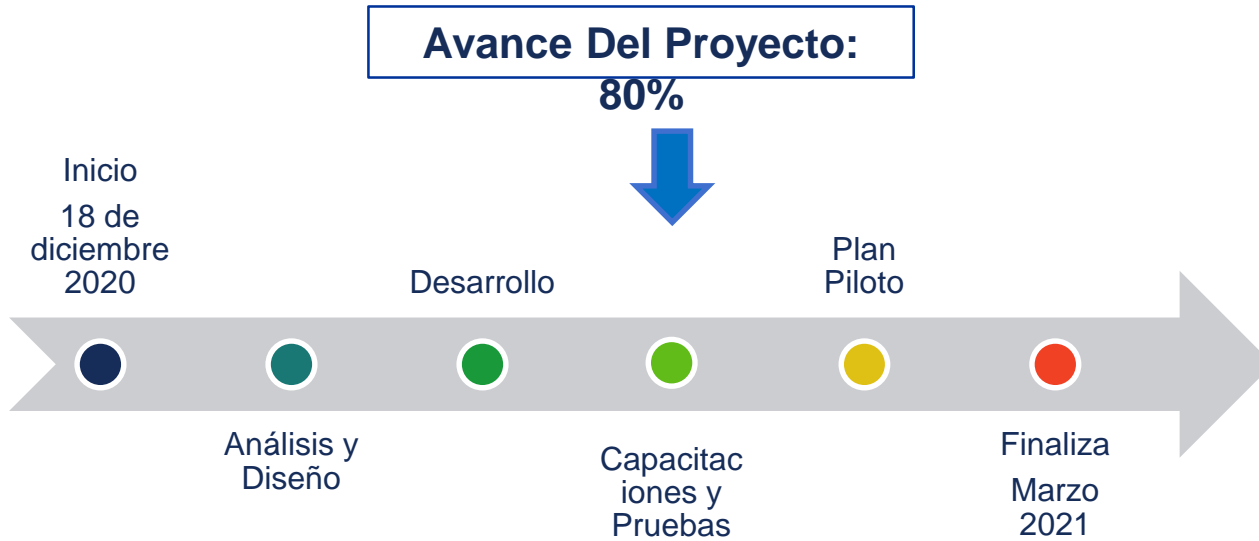 Avance Del Proyecto:
80%
Inicio
18 de
diciembre
2020
Análisis y
Diseño
Desarrollo
Capacitac
iones y
Pruebas
Plan
Piloto
Finaliza
Marzo
2021